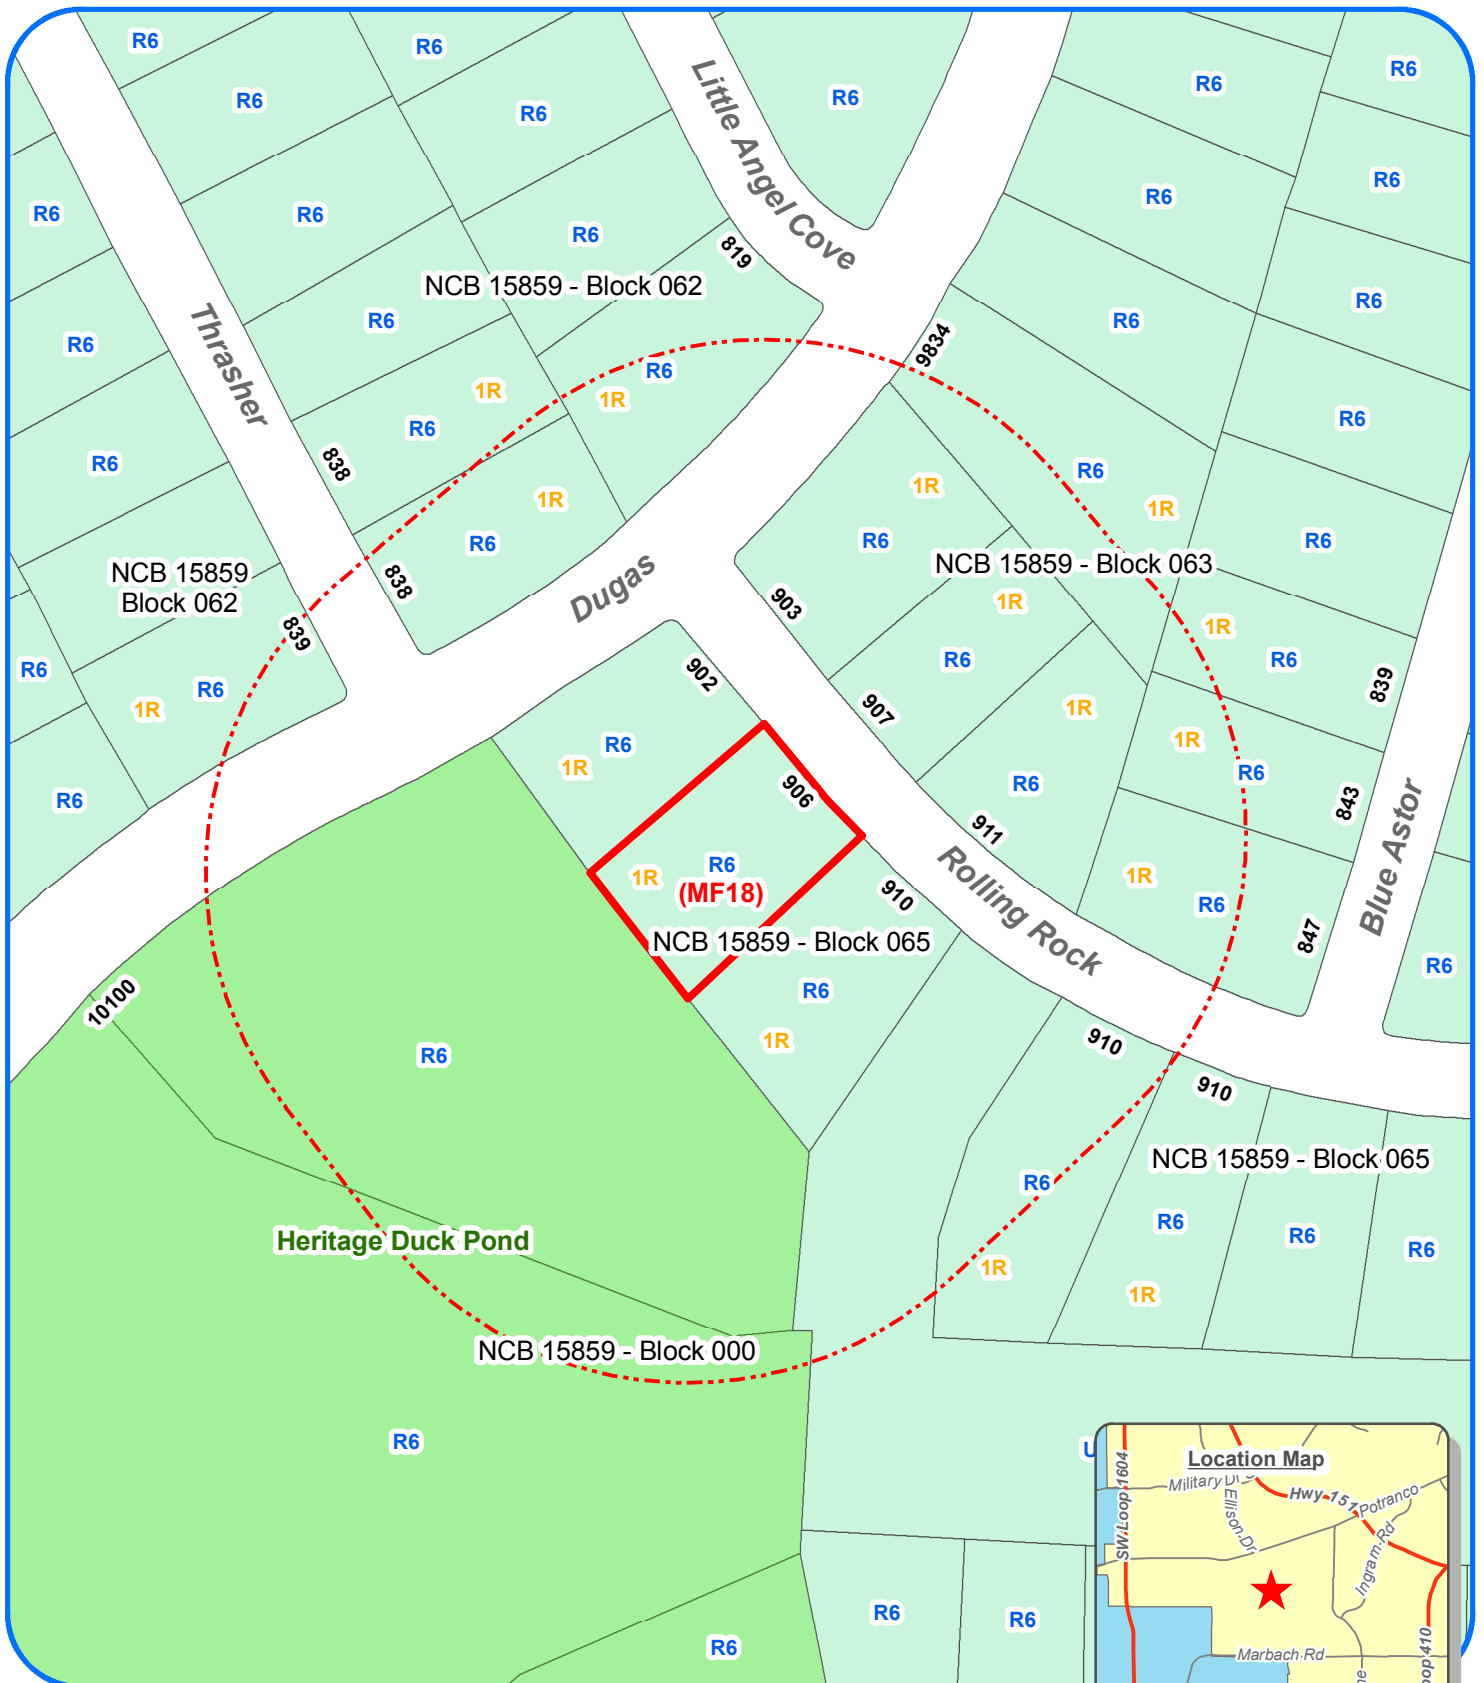 R6
R6
R6
R6
R6
R6
R6
R6
R6
R6
Little Angel Cove
R6
R6
R6
R6
819
NCB 15859 - Block 062
R6
Thrasher
R6
R6
R6
9834
R6
1R
1R
R6
R6
838
R6
1R
R6
1R
1R
R6
R6
R6
R6
NCB 15859 - Block 063
NCB 15859
Block 062
838
Dugas
903
1R
1R
839
R6
R6
R6
902
839
R6
1R
907
1R
R6
1R
1R
R6
R6
R6
906
R6
843
911
Blue Astor
R6
1R
(MF18)
1R
Rolling Rock
910
R6
847
NCB 15859 - Block 065
R6
R6
10100
1R
910
R6
910
NCB 15859 - Block 065
R6
R6
R6
R6
Heritage Duck Pond
1R
1R
NCB 15859 - Block 000
R6
U
Location Map
SW Loop 1604
Military Dr
Hwy 151
Potranco
Ellison Dr
Ingram Rd
R6
R6
R6
Marbach Rd
oop 410
ne